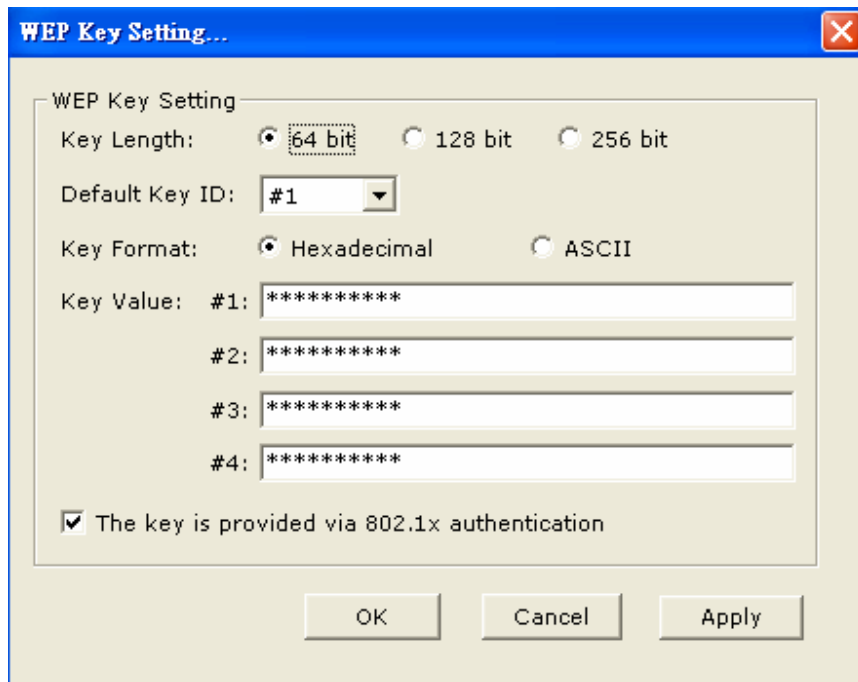 WEP Key Setting...
WEP Key Setting
Key Length: 64 bit 128 bit 256 bit
Default Key ID: #1
Key Format: Hexadecimal ASCII
Key Value: #1: **********
#2: **********
#3: **********
#4: **********
The key is provided via 802.1x authentication
OK Cancel Apply